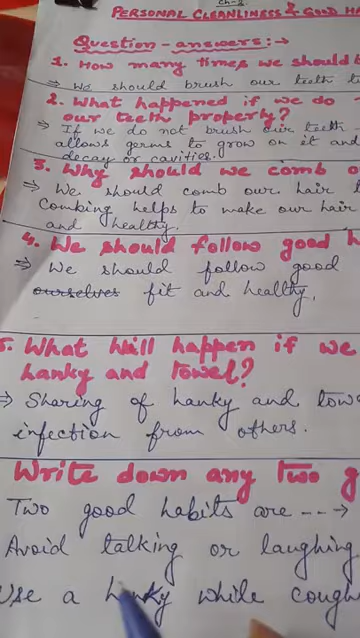 Ch-2.
PERSONAL CLEANLINESS & GOOD HA
Question-answers:→
1. How many times we should b
⇒ We should brush our teeth t
2. What happened if we do
our teeth properly?
⇒ If we do not brush our teeth
allows germs to grow on it and
decay or cavities.
3. Why should we comb o
⇒ We should comb our hair
Combing helps to make our hair
and healthy.
4. We should follow good h
⇒ We should follow good
ourselves fit and healthy.
5. What will happen if we
hanky and towel?
⇒ Sharing of hanky and tow
infection from others.
Write down any two g
Two good habits are ---→
Avoid talking or laughing
Use a hanky while cough